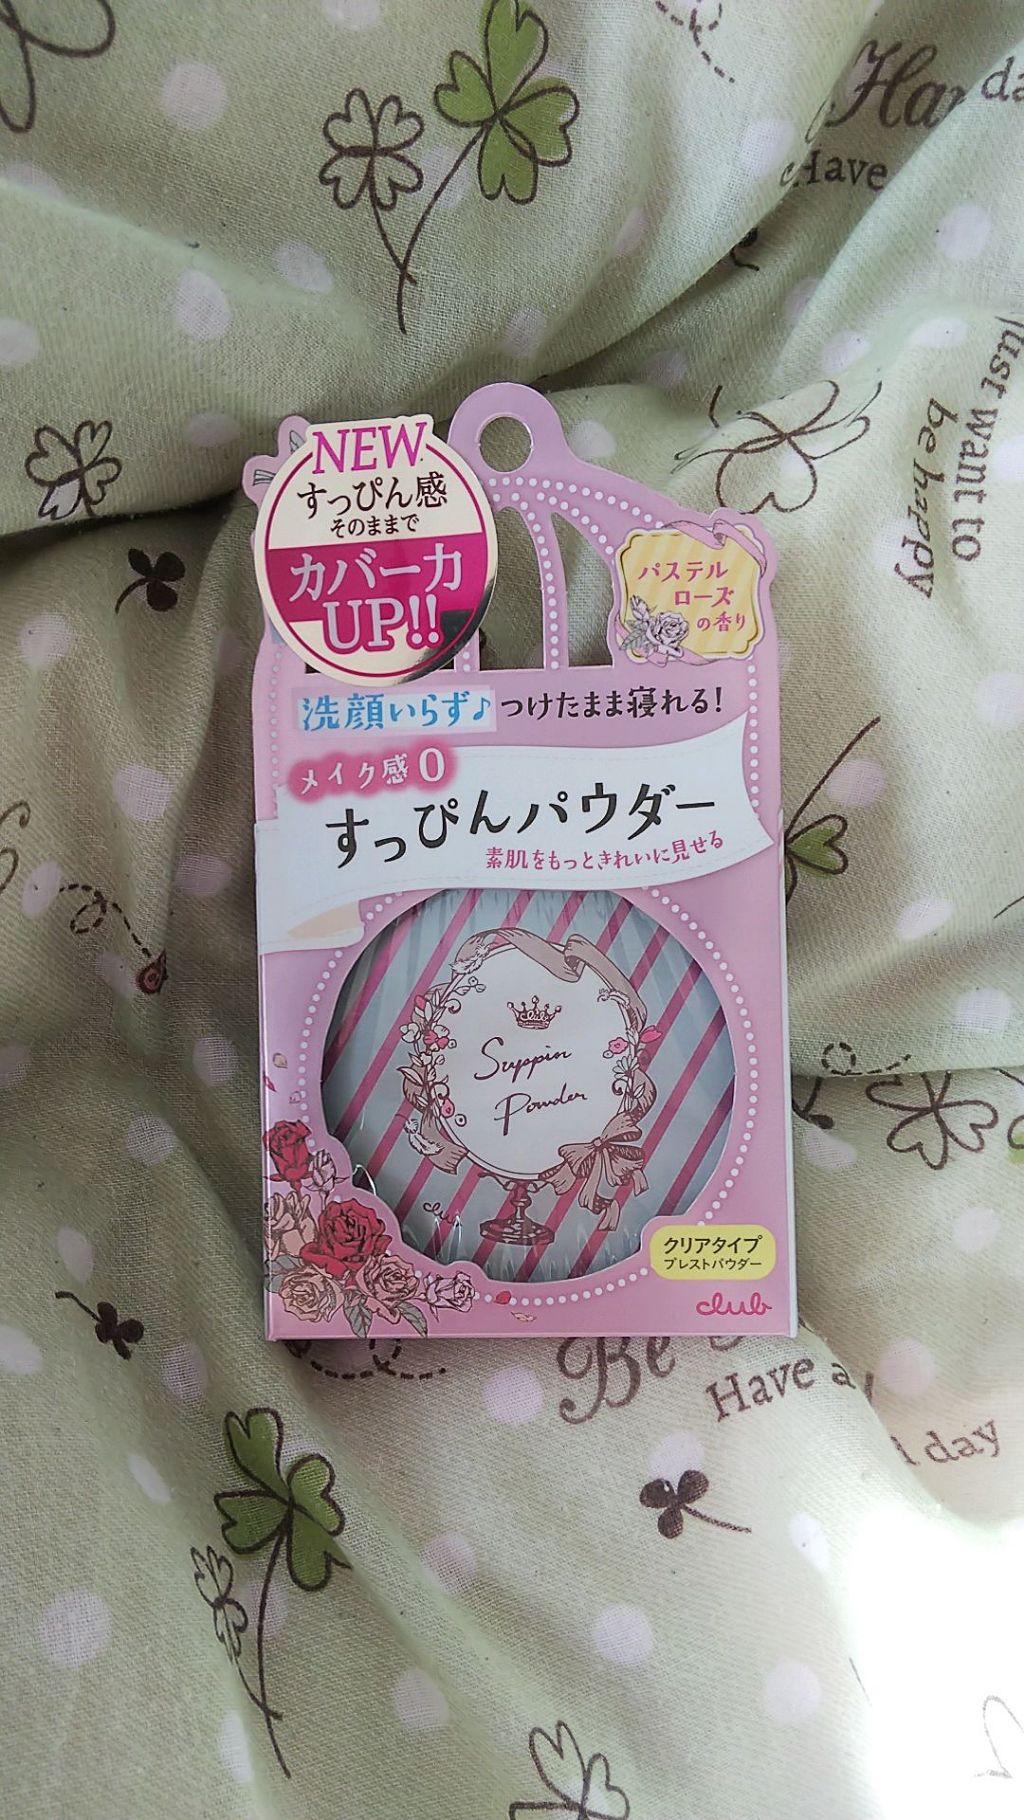 Have
Just want to
be happy
NEW
すっぴん感
そのままで
カバー力
UP!!
パステル
ローズ
の香り
洗顔いらず♪つけたまま寝れる!
メイク感0
すっぴんパウダー
素肌をもっときれいに見せる
club
Suppin
Powder
club
クリアタイプ
プレストパウダー
club
Be
Have a
day